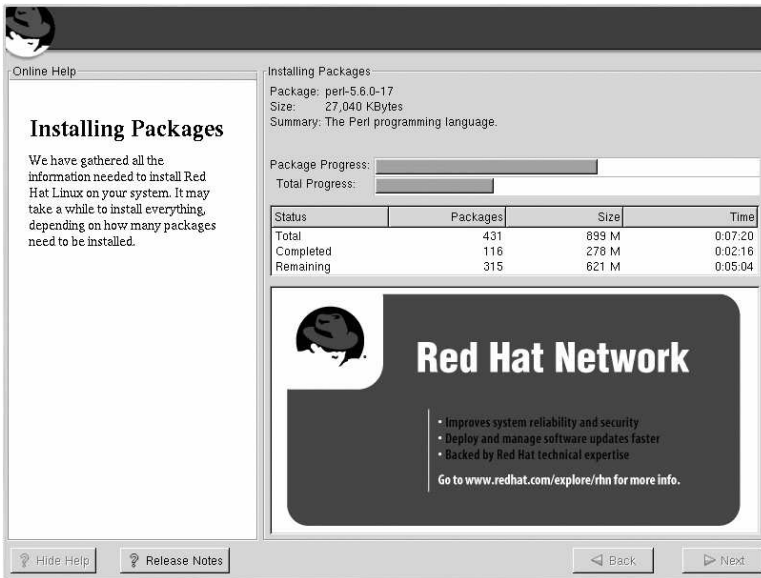 Online Help
Installing Packages
We have gathered all the
information needed to install Red
Hat Linux on your system. It may
take a while to install everything,
depending on how many packages
need to be installed.
Installing Packages
Package: perl-5.6.0-17
Size: 27,040 KBytes
Summary: The Perl programming language.
Package Progress:
Total Progress:
Status Packages Size Time
Total 431 899 M 0:07:20
Completed 116 278 M 0:02:16
Remaining 315 621 M 0:05:04
Red Hat Network
• Improves system reliability and security
• Deploy and manage software updates faster
• Backed by Red Hat technical expertise
Go to www.redhat.com/explore/rhn for more info.
? Hide Help
? Release Notes
Back
Next